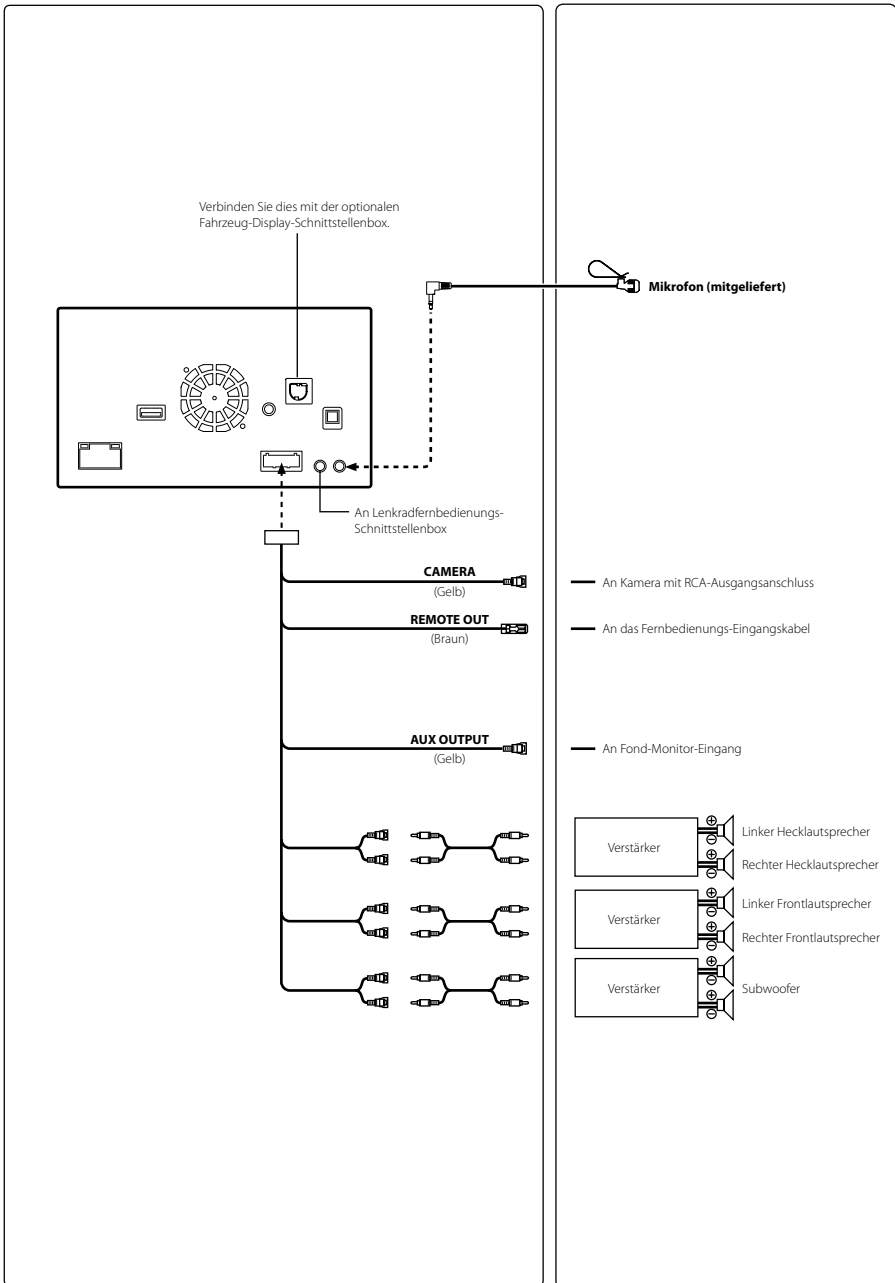 Verbinden Sie dies mit der optionalen
Fahrzeug-Display-Schnittstellenbox.
Mikrofon (mitgeliefert)
An Lenkradfernbedienungs-
Schnittstellenbox
CAMERA
(Gelb)
An Kamera mit RCA-Ausgangsanschluss
REMOTE OUT
(Braun)
An das Fernbedienungs-Eingangskabel
AUX OUTPUT
(Gelb)
An Fond-Monitor-Eingang
Verstärker
Linker Hecklautsprecher
Rechter Hecklautsprecher
Verstärker
Linker Frontlautsprecher
Rechter Frontlautsprecher
Verstärker
Subwoofer